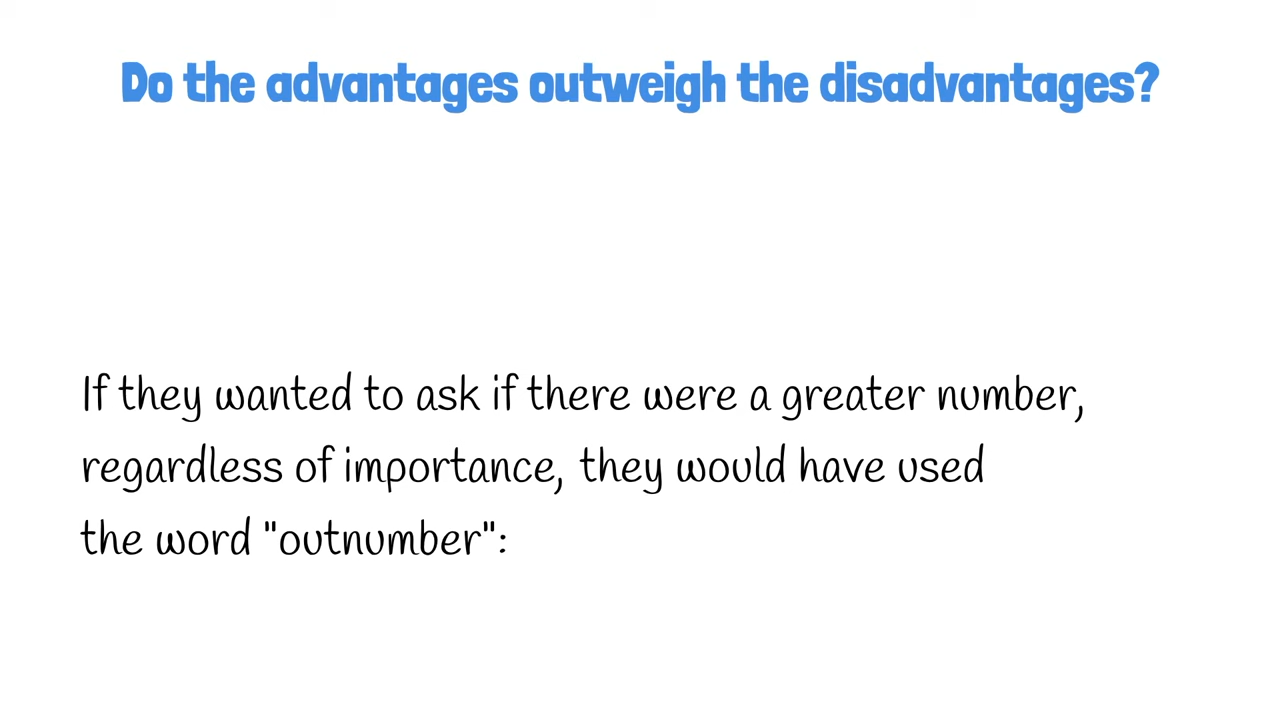 Do the advantages outweigh the disadvantages?
If they wanted to ask if there were a greater number,
regardless of importance, they would have used
the word "outnumber":